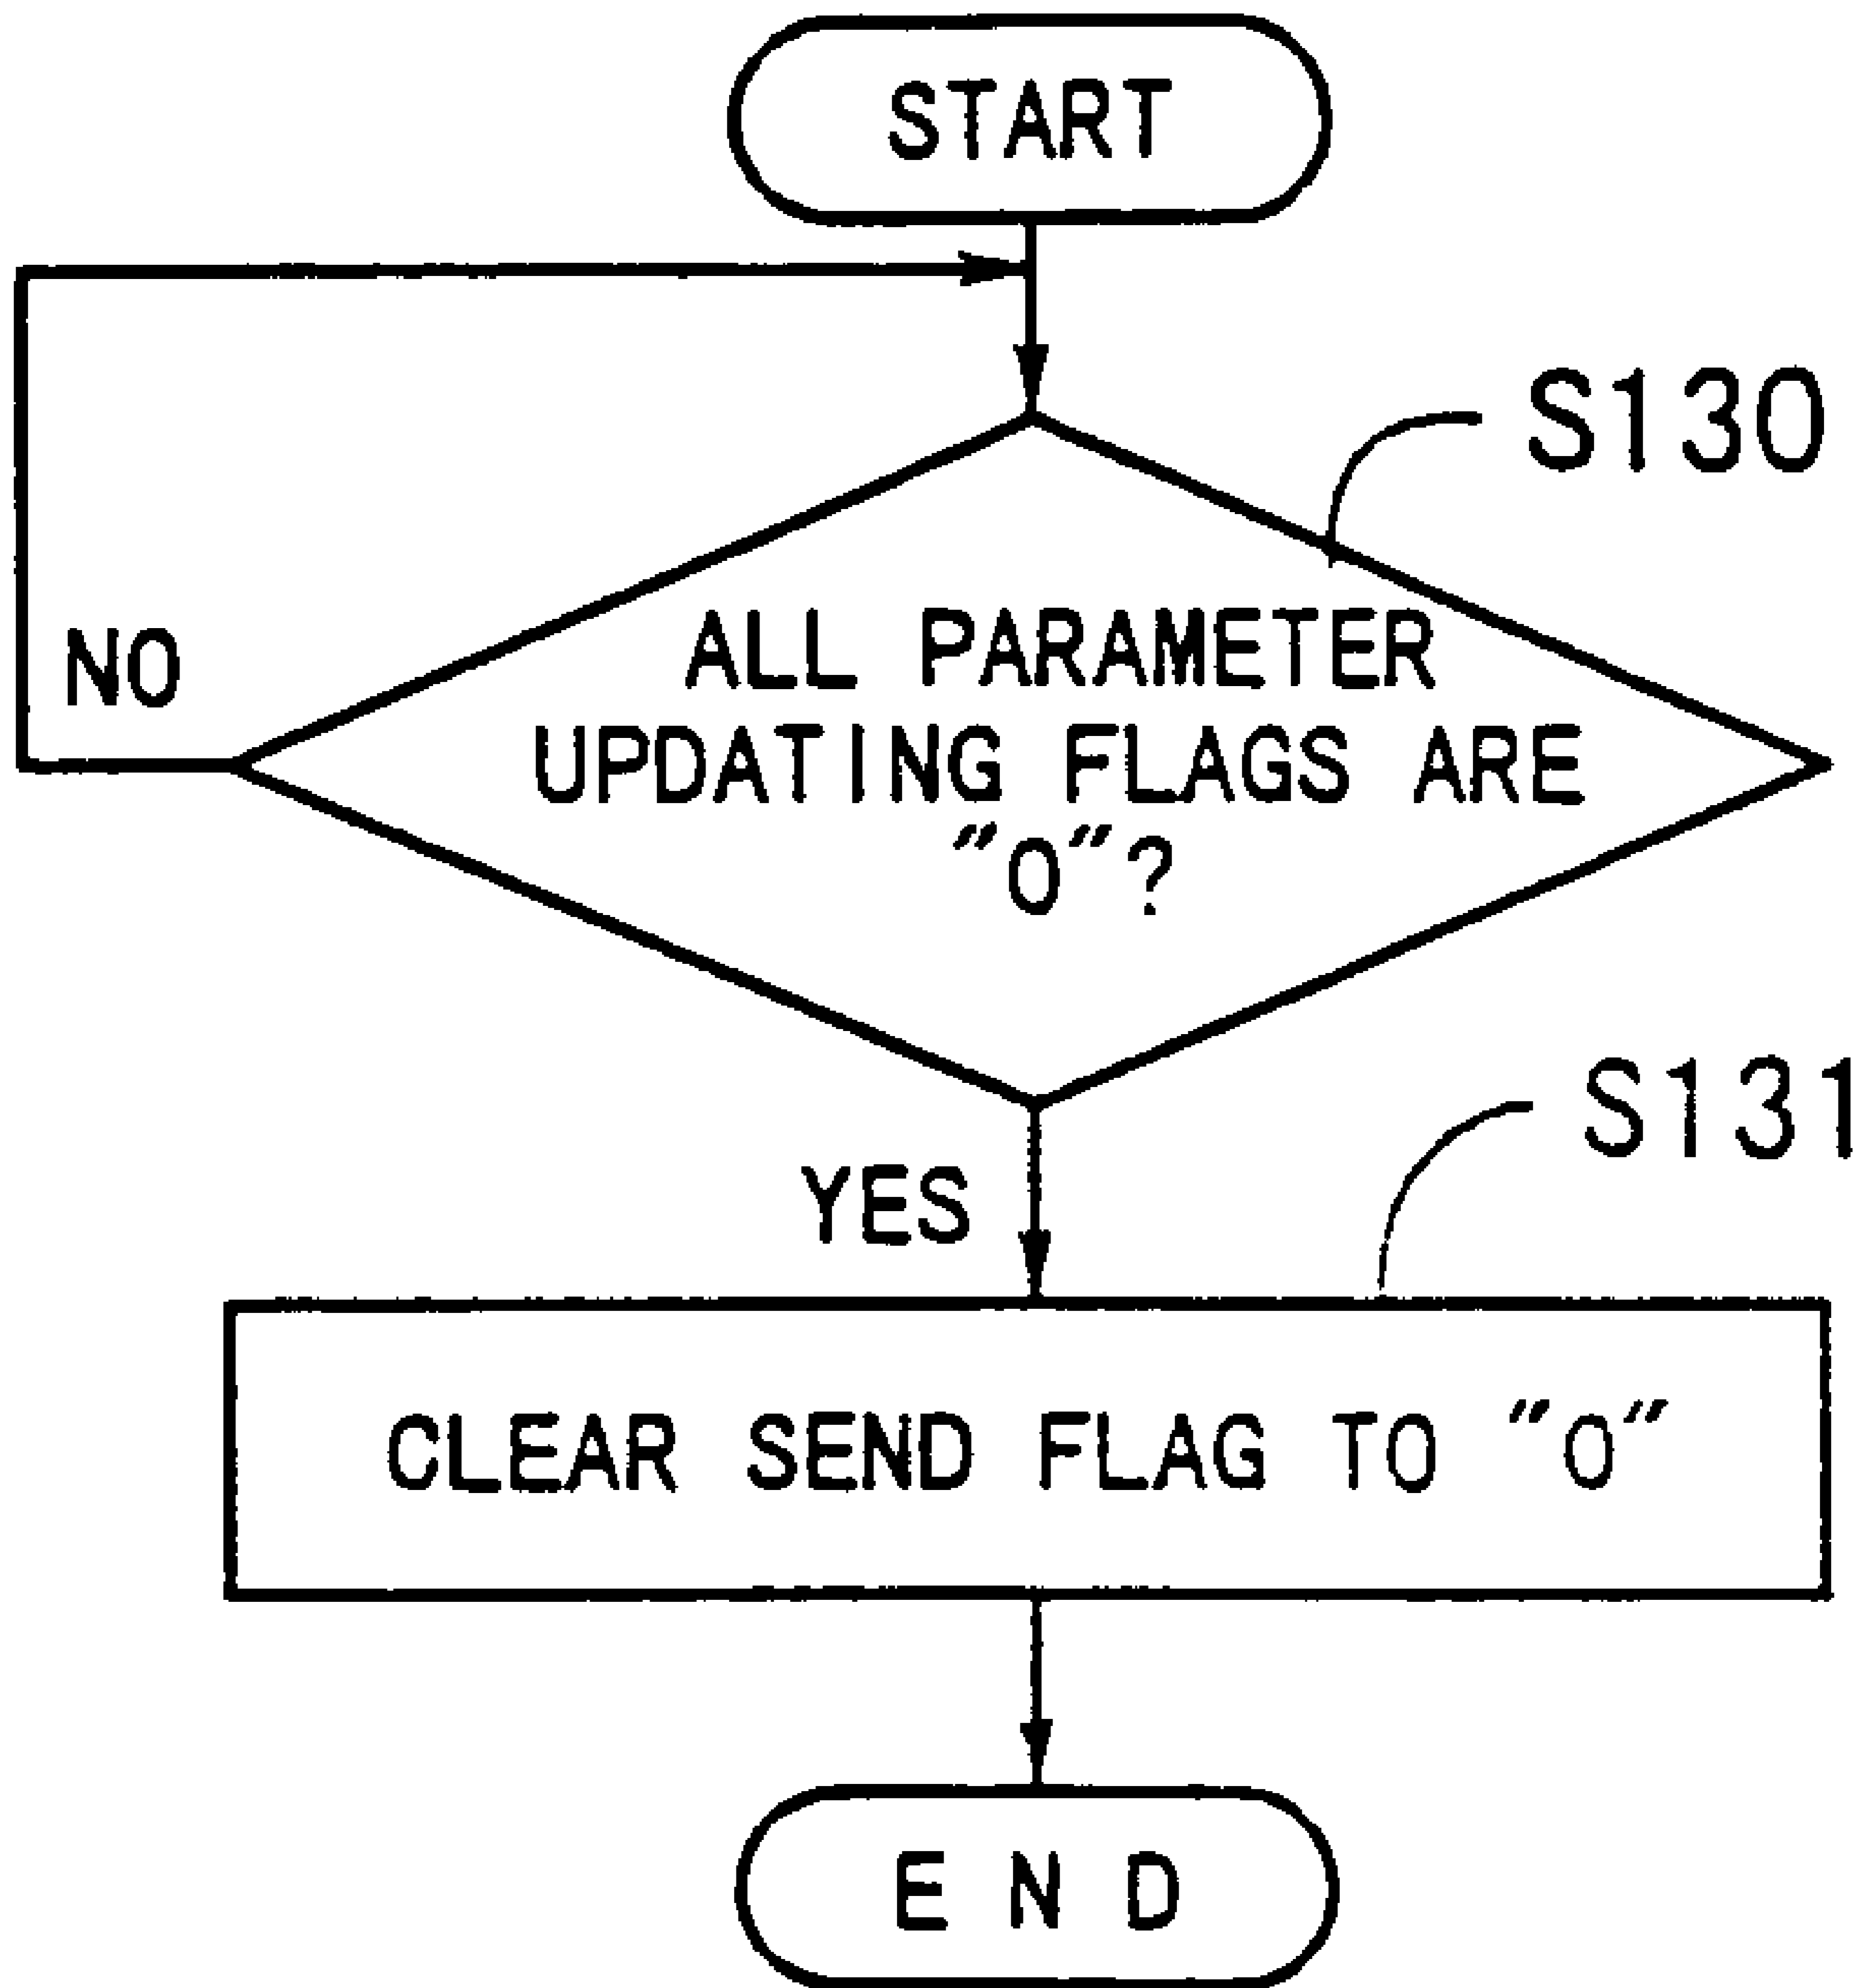 START
S130
ALL PARAMETER
UPDATING FLAGS ARE
"0"?
NO
S131
YES
CLEAR SEND FLAG TO "0"
END